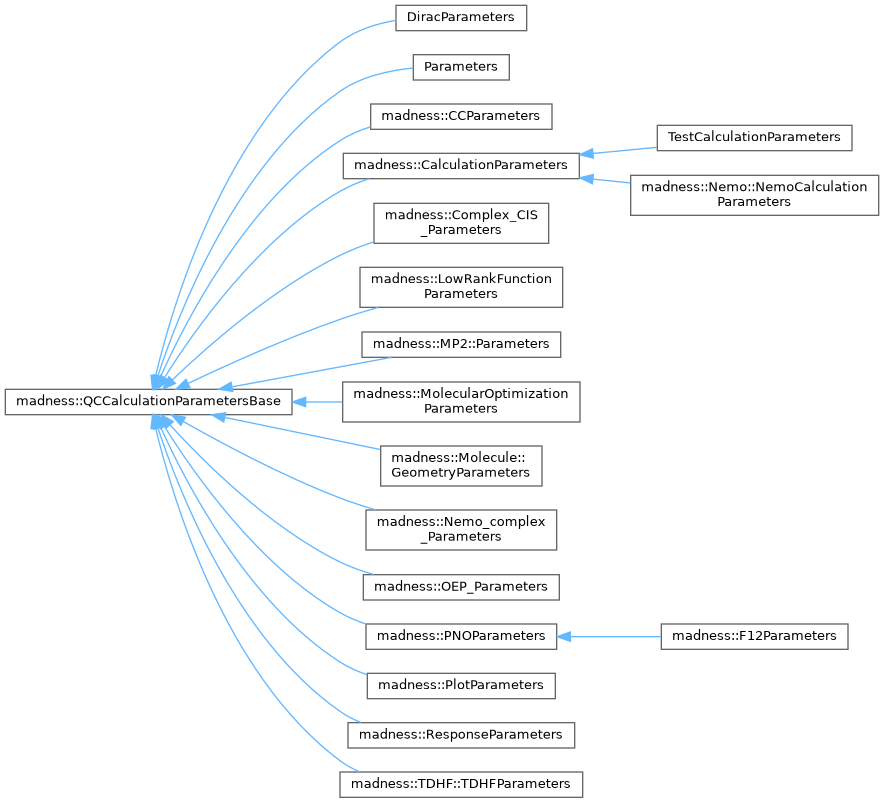 DiracParameters
Parameters
madness::CCParameters
madness::CalculationParameters
TestCalculationParameters
madness::Nemo::NemoCalculation
Parameters
madness::Complex_CIS
_Parameters
madness::LowRankFunction
Parameters
madness::MP2::Parameters
madness::QCCalculationParametersBase
madness::MolecularOptimization
Parameters
madness::Molecule::
GeometryParameters
madness::Nemo_complex
_Parameters
madness::OEP_Parameters
madness::PNOParameters
madness::F12Parameters
madness::PlotParameters
madness::ResponseParameters
madness::TDHF::TDHFParameters